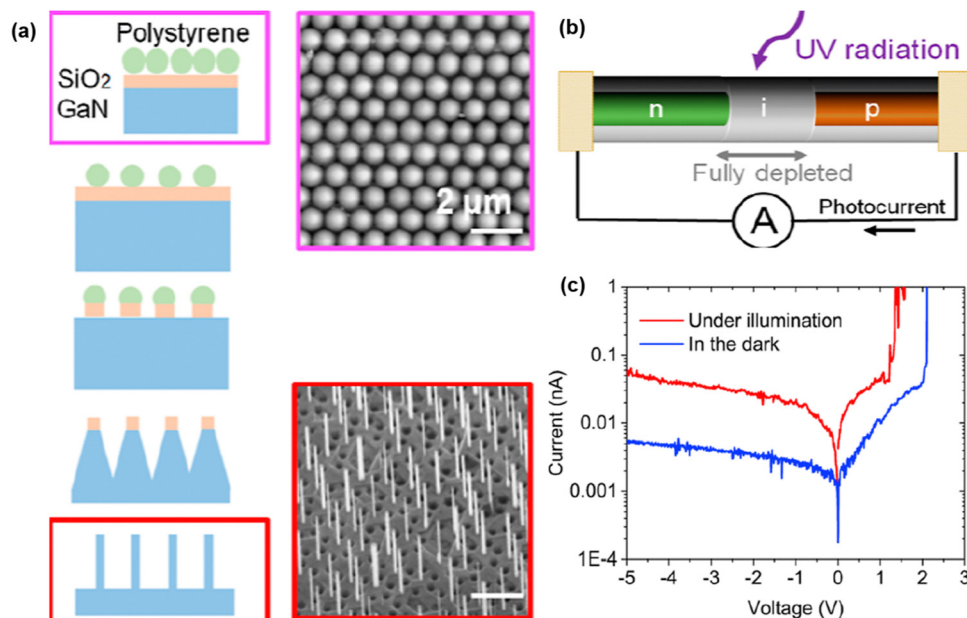 (a)
Polystyrene
SiO₂
GaN
2 μm
(b)
UV radiation
n
i
p
Fully depleted
A
Photocurrent
(c)
1
0.1
0.01
0.001
1E-4
Current (nA)
Under illumination
In the dark
-5 -4 -3 -2 -1 0 1 2 3
Voltage (V)